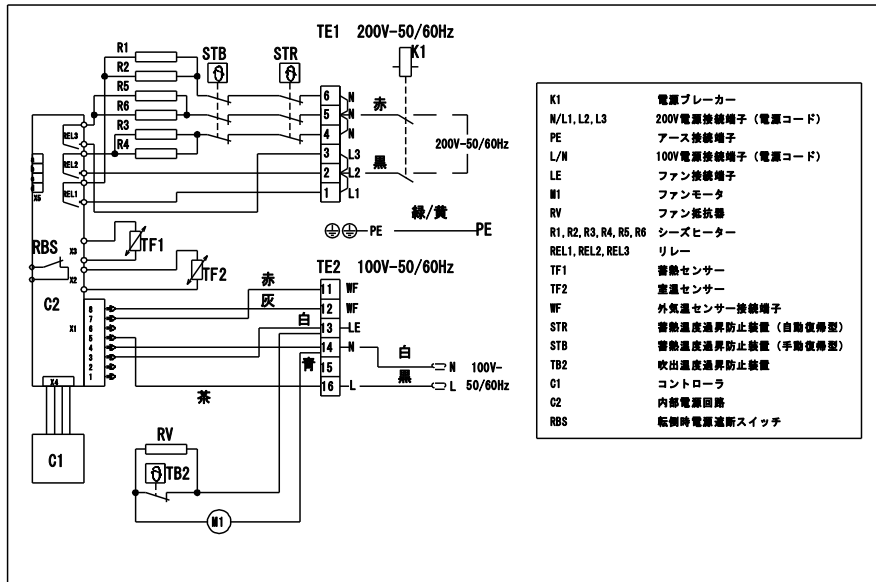 TE1 200V-50/60Hz
K1
R1
R2
R5
R6
R3
R4
STB
STR
6 N
5 N
4 N
3 L3
2 L2
1 L1
赤
黒
200V-50/60Hz
REL3
REL2
REL1
X5
緑/黄
PE
PE
RBS
X3
X2
TF1
TF2
C2
TE2 100V-50/60Hz
赤
灰
白
青
茶
11 WF
12 WF
13 LE
14 N
15
16 L
白
黒
N 100V-
L 50/60Hz
X1
8
7
6
5
4
3
2
1
X4
C1
RV
TB2
M1
K1 電源ブレーカー
N/L1, L2, L3 200V電源接続端子（電源コード）
PE アース接続端子
L/N 100V電源接続端子（電源コード）
LE ファン接続端子
M1 ファンモータ
RV ファン抵抗器
R1, R2, R3, R4, R5, R6 シーズヒーター
REL1, REL2, REL3 リレー
TF1 蓄熱センサー
TF2 室温センサー
WF 外気温センサー接続端子
STR 蓄熱温度過昇防止装置（自動復帰型）
STB 蓄熱温度過昇防止装置（手動復帰型）
TB2 吹出温度過昇防止装置
C1 コントローラ
C2 内部電源回路
RBS 転倒時電源遮断スイッチ